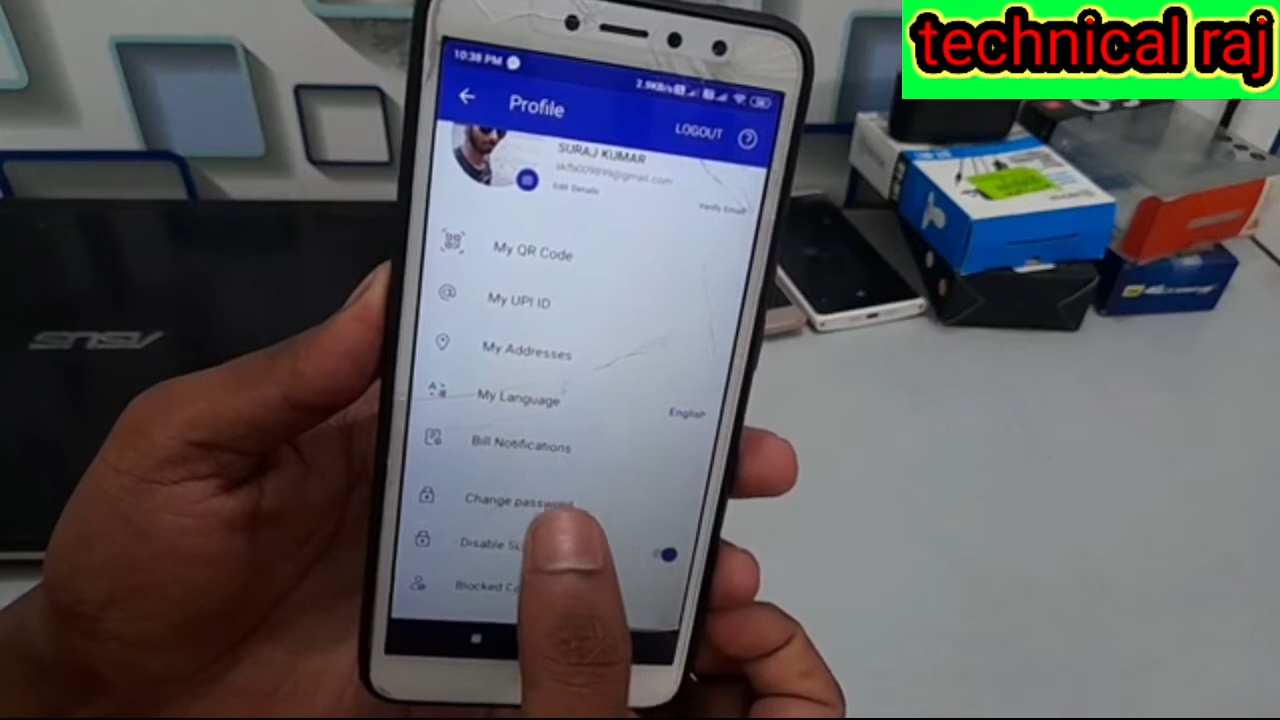 technical raj
10:38 PM
Profile
LOGOUT
SURAJ KUMAR
Edit Details
Verify Email
My QR Code
My UPI ID
My Addresses
My Language
English
Bill Notifications
Change password
Disable
Blocked
ASUS